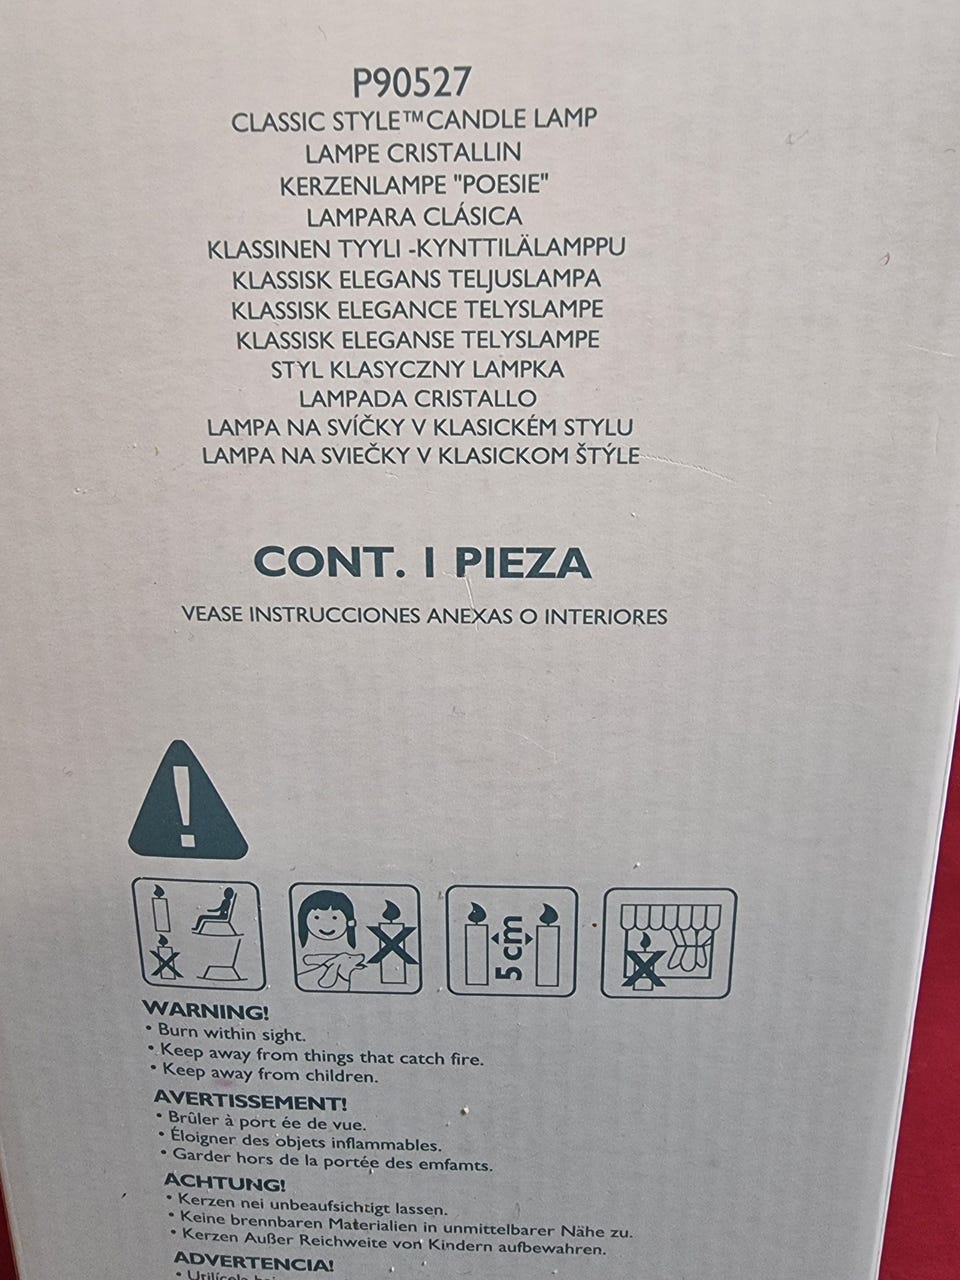 P90527
CLASSIC STYLE™ CANDLE LAMP
LAMPE CRISTALLIN
KERZENLAMPE "POESIE"
LAMPARA CLÁSICA
KLASSINEN TYYLI -KYNTTILÄLAMPPU
KLASSISK ELEGANS TELJUSLAMPA
KLASSISK ELEGANCE TELYSLAMPE
KLASSISK ELEGANSE TELYSLAMPE
STYL KLASYCZNY LAMPKA
LAMPADA CRISTALLO
LAMPA NA SVÍČKY V KLASICKÉM STYLU
LAMPA NA SVIEČKY V KLASICKOM ŠTÝLE
CONT. 1 PIEZA
VEASE INSTRUCCIONES ANEXAS O INTERIORES
!
5 cm
WARNING!
• Burn within sight.
• Keep away from things that catch fire.
• Keep away from children.
AVERTISSEMENT!
• Brûler à port ée de vue.
• Éloigner des objets inflammables.
• Garder hors de la portée des emfamts.
ACHTUNG!
• Kerzen nei unbeaufsichtigt lassen.
• Keine brennbaren Materialien in unmittelbarer Nähe zu.
• Kerzen Außer Reichweite von Kindern aufbewahren.
ADVERTENCIA!